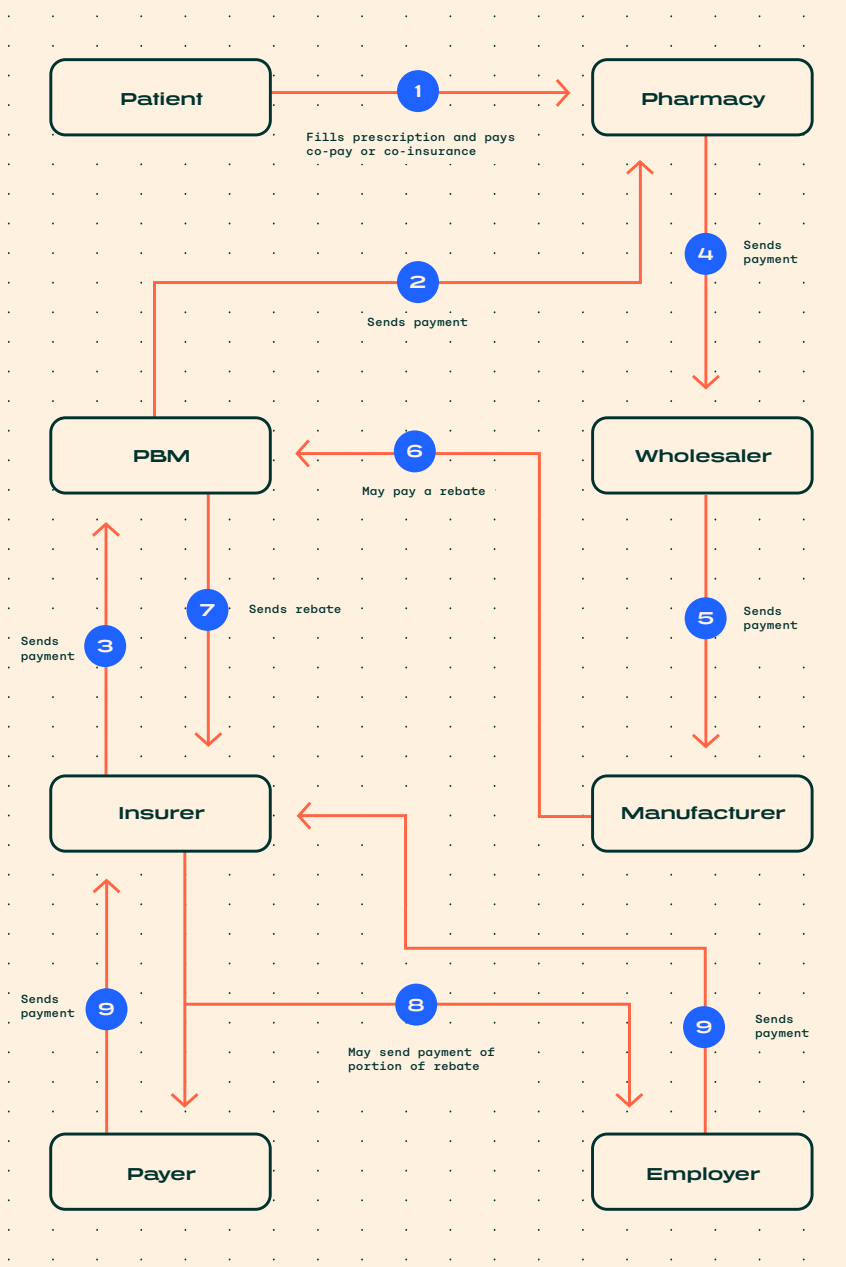 Patient
1
Pharmacy
Fills prescription and pays
co-pay or co-insurance
4
Sends
payment
2
Sends payment
PBM
6
May pay a rebate
Wholesaler
7
Sends rebate
5
Sends
payment
3
Sends
payment
Insurer
Manufacturer
9
Sends
payment
8
May send payment of
portion of rebate
9
Sends
payment
Payer
Employer